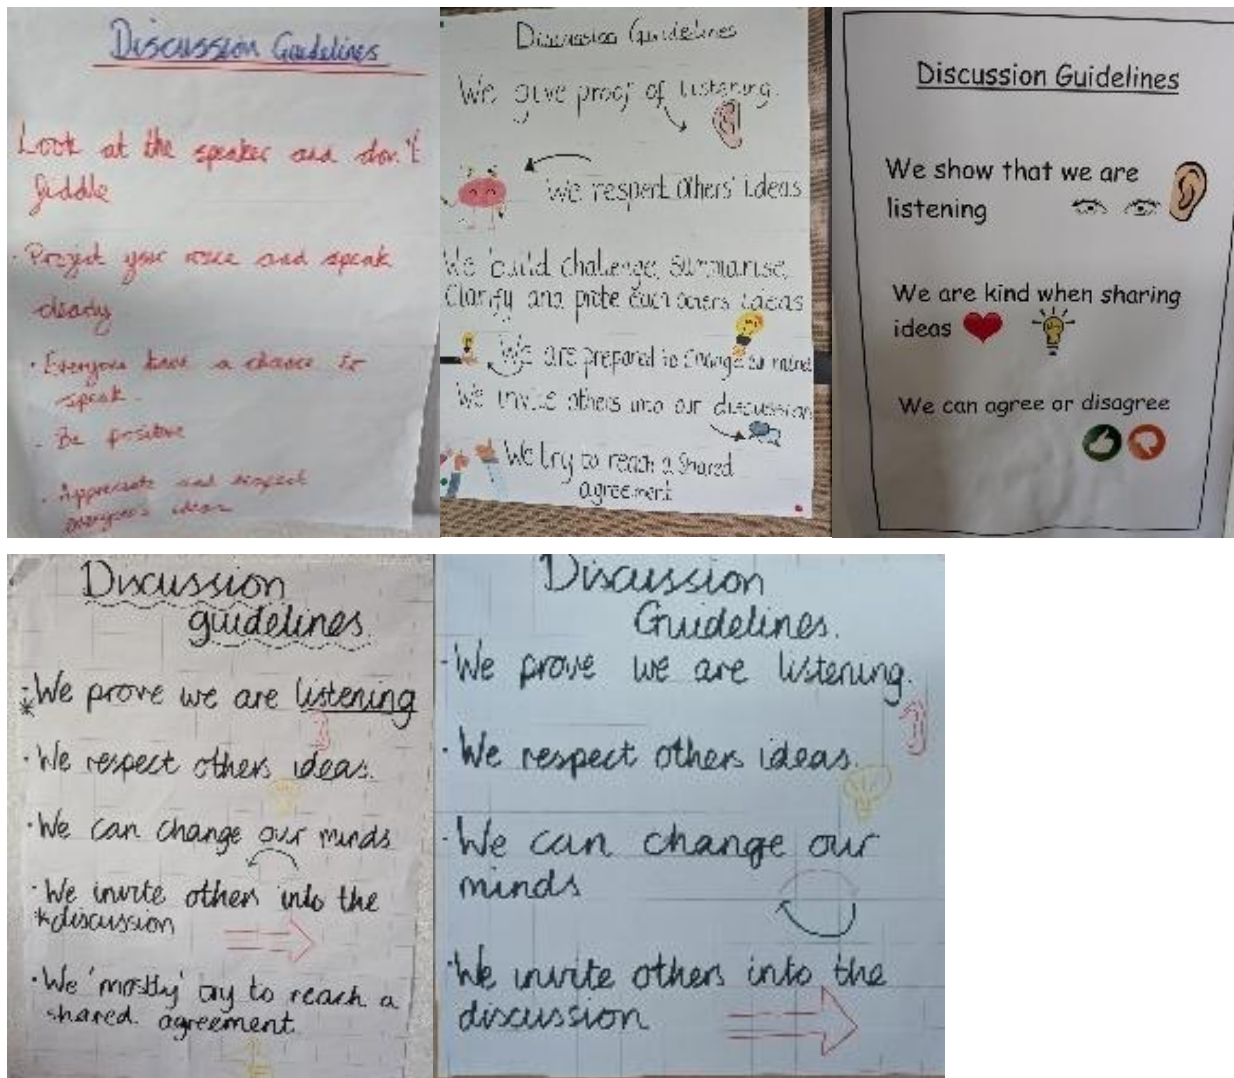 Discussion Guidelines
Look at the speaker and don't
fiddle
· Project your voice and speak
clearly
· Everyone have a chance to
speak.
- Be positive
· Appreciate and respect
everyone's ideas
Discussion Guidelines
We give proof of listening.
We respect others' ideas
We build challenge, summarise,
Clarify and probe each others ideas
We are prepared to change our mind
We invite others into our discussion
We try to reach a shared
agreement
Discussion Guidelines
We show that we are
listening
We are kind when sharing
ideas
We can agree or disagree
Discussion
guidelines.
· We prove we are listening
*
· We respect others ideas.
· We can change our minds
· We invite others into the
*discussion
· We 'mostly' try to reach a
shared agreement
Discussion
Guidelines.
· We prove we are listening.
· We respect others ideas.
· We can change our
minds
· We invite others into the
discussion